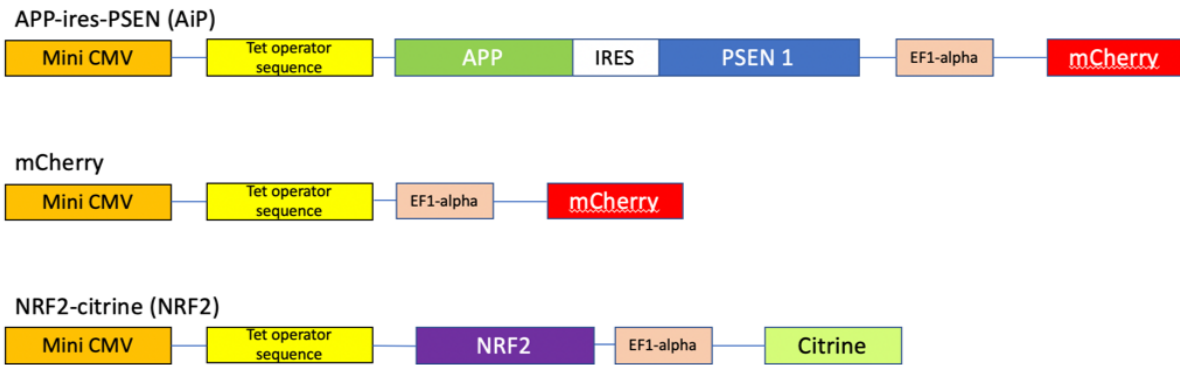 APP-ires-PSEN (AiP)
Mini CMV
Tet operator
sequence
APP
IRES
PSEN 1
EF1-alpha
mCherry
mCherry
Mini CMV
Tet operator
sequence
EF1-alpha
mCherry
NRF2-citrine (NRF2)
Mini CMV
Tet operator
sequence
NRF2
EF1-alpha
Citrine